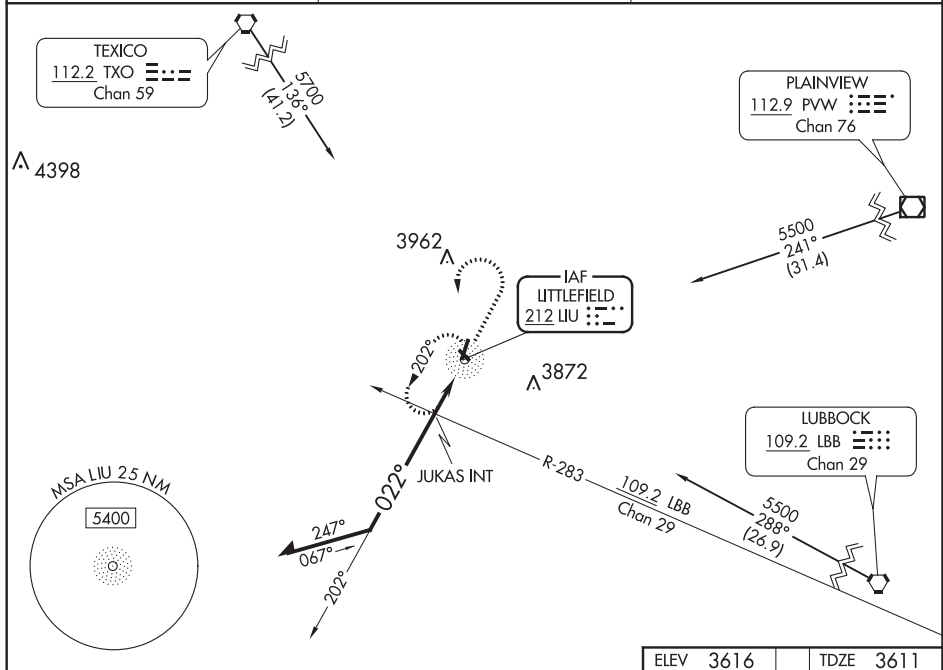 TEXICO
112.2 TXO
Chan 59
5700
136°
(41.2)
PLAINVIEW
112.9 PVW
Chan 76
4398
3962
5500
241°
(31.4)
IAF
LITTLEFIELD
212 LIU
202°
3872
LUBBOCK
109.2 LBB
Chan 29
MSA LIU 25 NM
5400
022°
JUKAS INT
R-283
109.2 LBB
Chan 29
5500
288°
(26.9)
247°
067°
202°
ELEV 3616
TDZE 3611